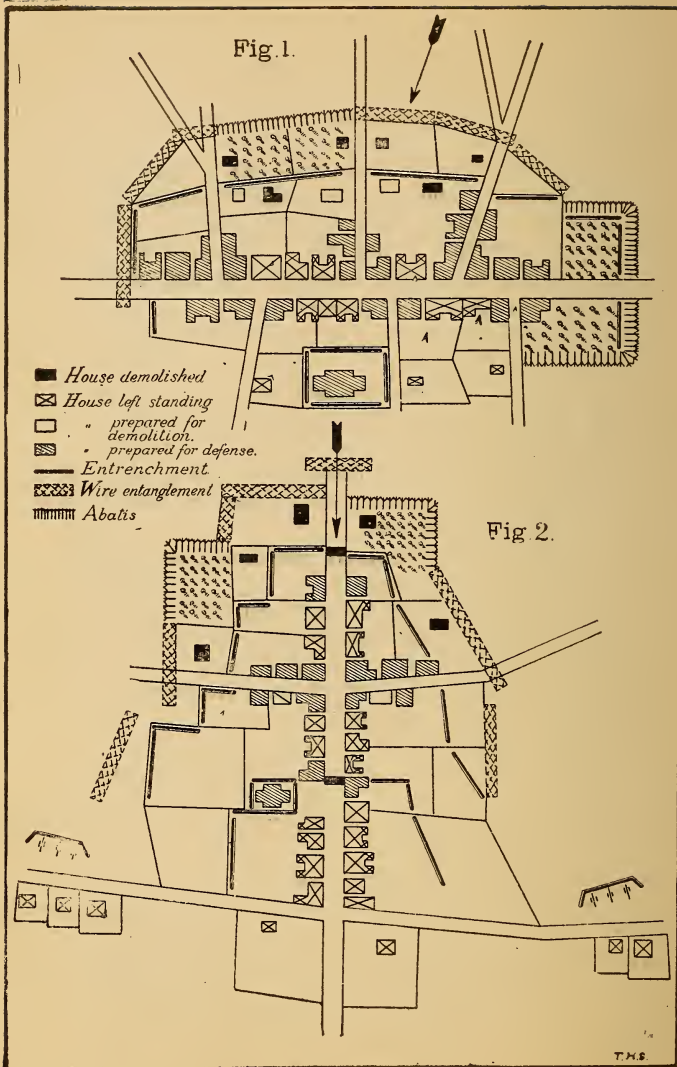 Fig.1.
House demolished
House left standing
" prepared for
demolition.
" prepared for defense.
Entrenchment.
Wire entanglement
Abatis
Fig.2.
T.H.S.